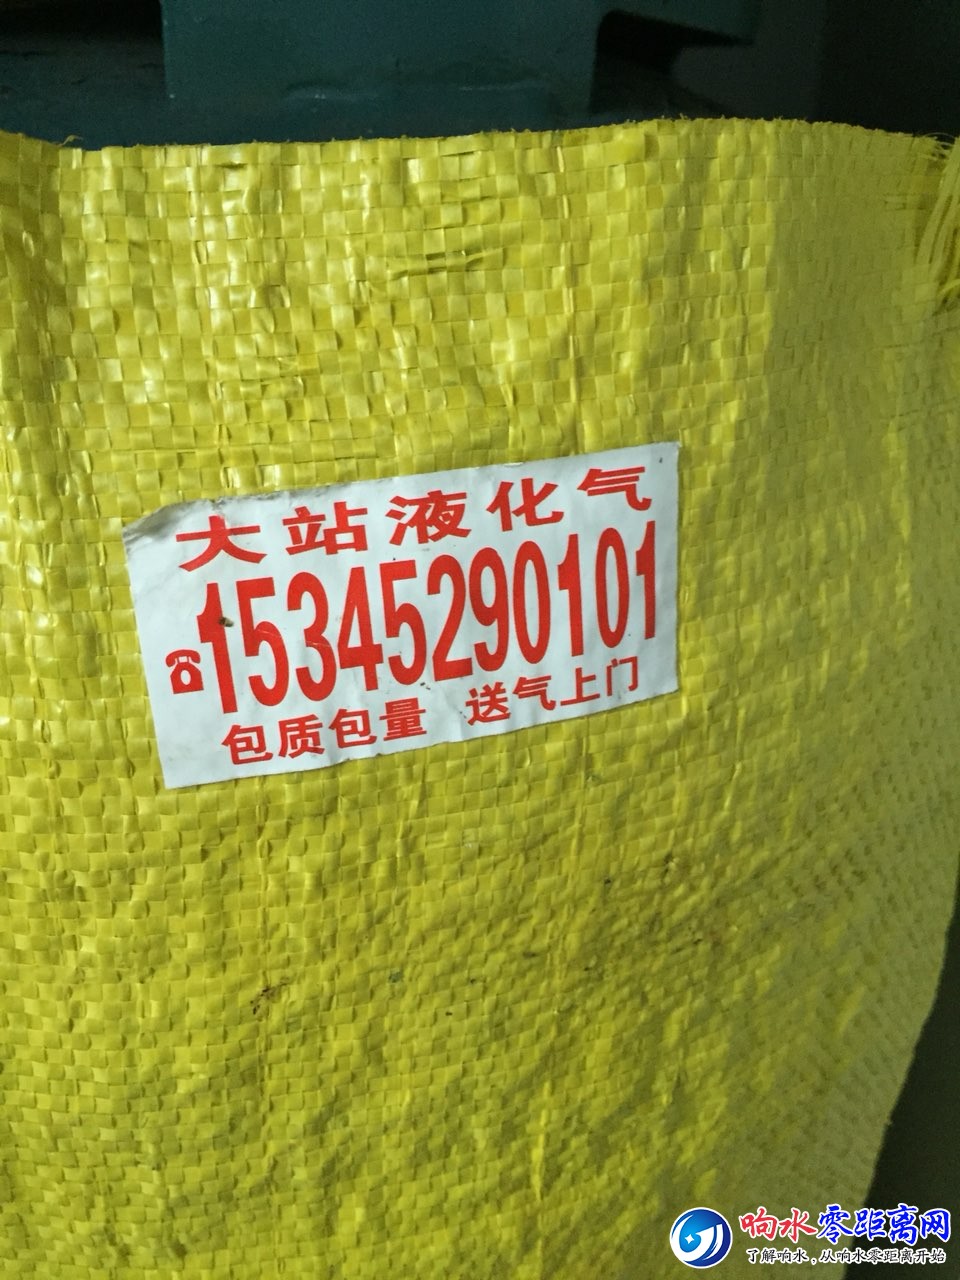 大站液化气
☎15345290101
包质包量 送气上门
响水零距离网
了解响水，从响水零距离开始